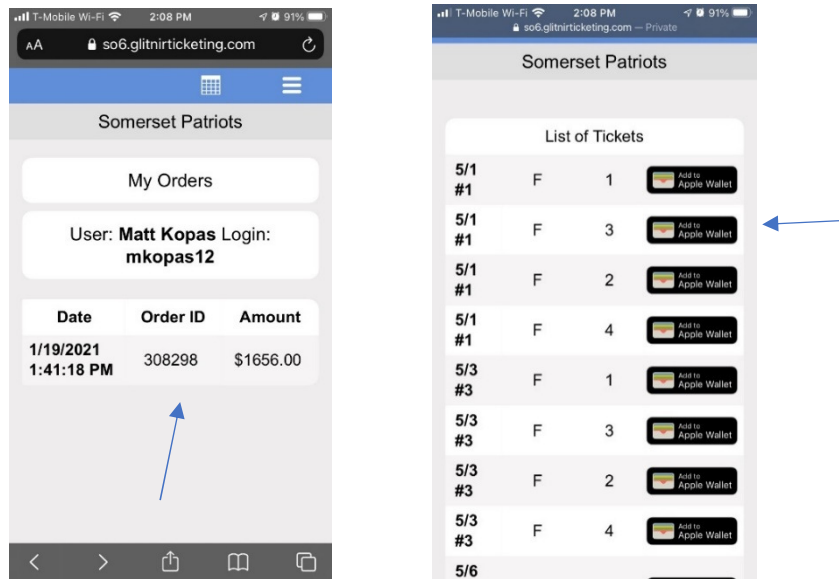 T-Mobile Wi-Fi 2:08 PM 91%
AA so6.glitnirticketing.com
Somerset Patriots
My Orders
User: Matt Kopas Login:
mkopas12
Date Order ID Amount
1/19/2021
1:41:18 PM 308298 $1656.00
T-Mobile Wi-Fi 2:08 PM 91%
so6.glitnirticketing.com — Private
Somerset Patriots
List of Tickets
5/1
#1 F 1 Add to
Apple Wallet
5/1
#1 F 3 Add to
Apple Wallet
5/1
#1 F 2 Add to
Apple Wallet
5/1
#1 F 4 Add to
Apple Wallet
5/3
#3 F 1 Add to
Apple Wallet
5/3
#3 F 3 Add to
Apple Wallet
5/3
#3 F 2 Add to
Apple Wallet
5/3
#3 F 4 Add to
Apple Wallet
5/6